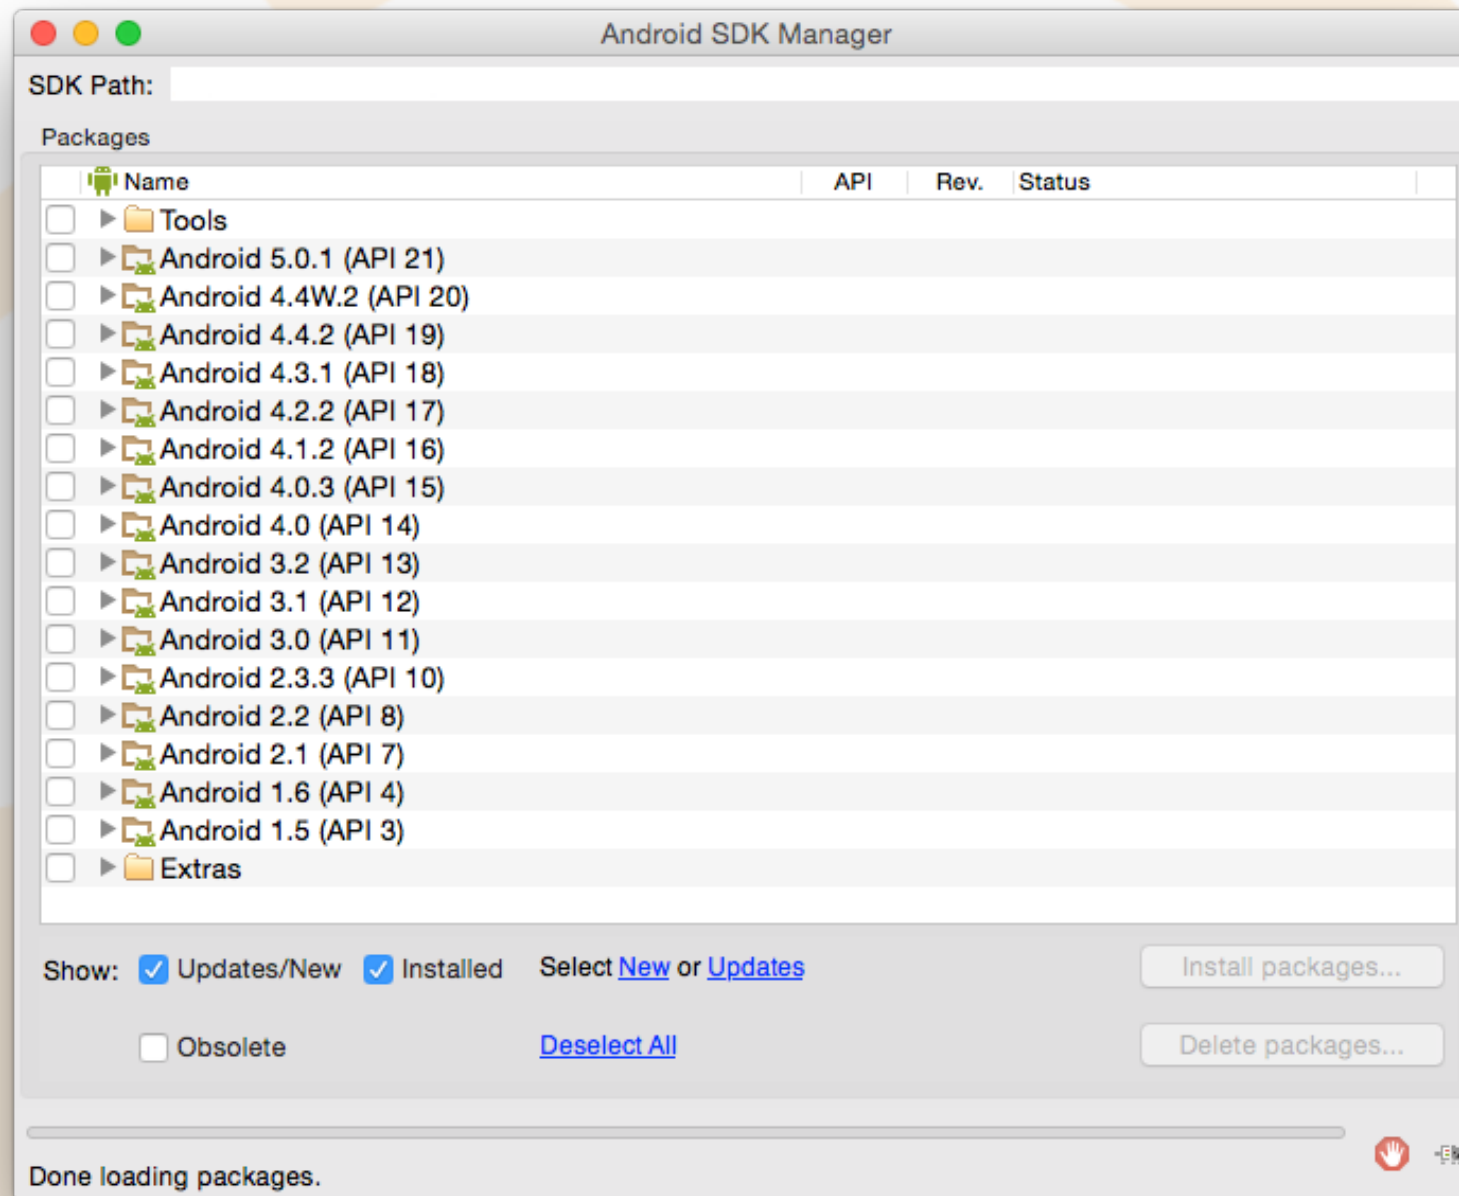 Android SDK Manager
SDK Path:
Packages
Name API Rev. Status
Tools
Android 5.0.1 (API 21)
Android 4.4W.2 (API 20)
Android 4.4.2 (API 19)
Android 4.3.1 (API 18)
Android 4.2.2 (API 17)
Android 4.1.2 (API 16)
Android 4.0.3 (API 15)
Android 4.0 (API 14)
Android 3.2 (API 13)
Android 3.1 (API 12)
Android 3.0 (API 11)
Android 2.3.3 (API 10)
Android 2.2 (API 8)
Android 2.1 (API 7)
Android 1.6 (API 4)
Android 1.5 (API 3)
Extras
Show: Updates/New Installed Select New or Updates Install packages...
Obsolete Deselect All Delete packages...
Done loading packages.